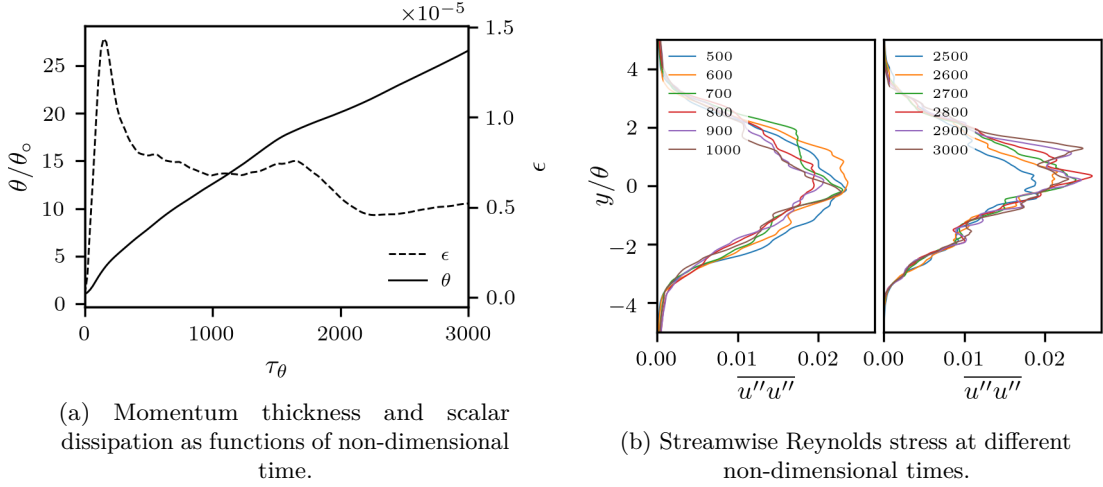 ×10⁻⁵
θ/θ∘
25
20
15
10
5
0
1.5
1.0
0.5
0.0
ϵ
ϵ
θ
0
1000
2000
3000
τθ
(a) Momentum thickness and scalar
dissipation as functions of non-dimensional
time.
y/θ
4
2
0
−2
−4
500
600
700
800
900
1000
2500
2600
2700
2800
2900
3000
0.00
0.01
0.02
0.00
0.01
0.02
u′′u′′
u′′u′′
(b) Streamwise Reynolds stress at different
non-dimensional times.